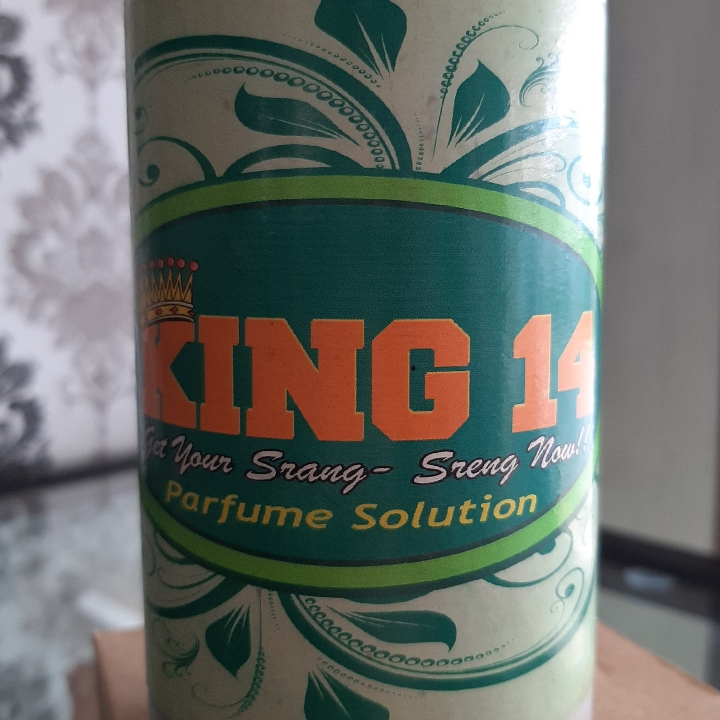 KING 14
Get Your Srang- Sreng Now!!
Parfume Solution